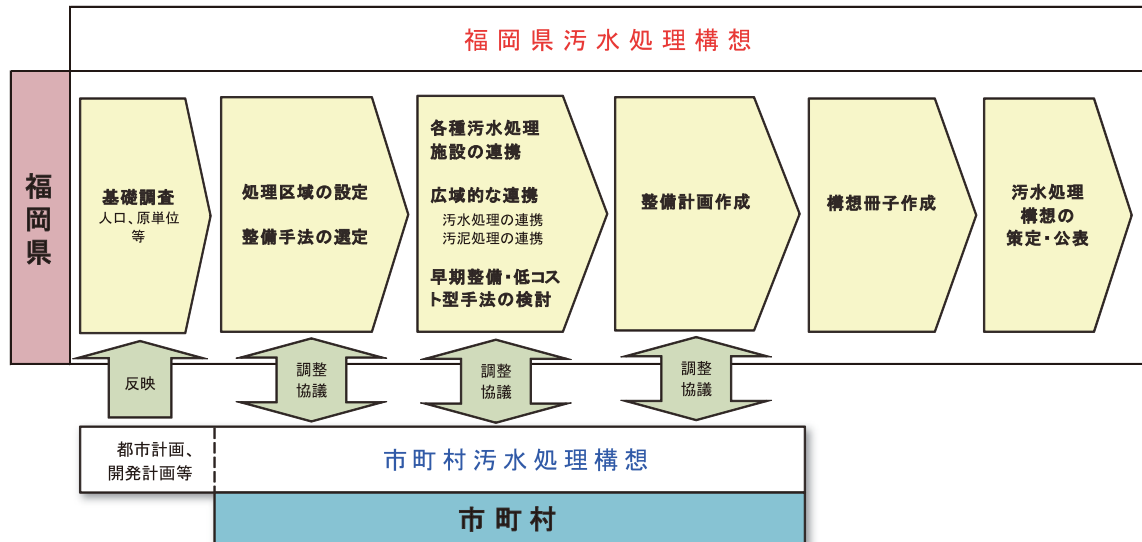 福岡県汚水処理構想
福岡県
基礎調査
人口、原単位
等
処理区域の設定
整備手法の選定
各種汚水処理
施設の連携
広域的な連携
汚水処理の連携
汚泥処理の連携
早期整備・低コス
ト型手法の検討
整備計画作成
構想冊子作成
汚水処理
構想の
策定・公表
反映
調整
協議
調整
協議
調整
協議
都市計画、
開発計画等
市町村汚水処理構想
市町村